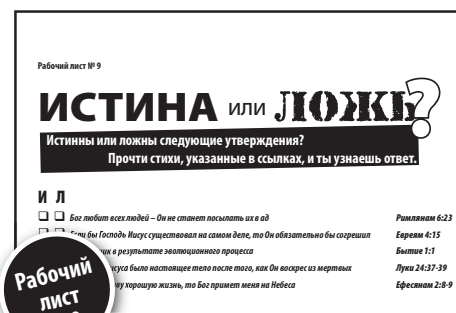 Рабочий лист № 9
ИСТИНА или ЛОЖЬ?
Истинны или ложны следующие утверждения?
Прочти стихи, указанные в ссылках, и ты узнаешь ответ.
И Л
Бог любит всех людей – Он не станет посылать их в ад Римлянам 6:23
бы Господь Иисус существовал на самом деле, то Он обязательно бы согрешил Евреям 4:15
в результате эволюционного процесса Бытие 1:1
было настоящее тело после того, как Он воскрес из мертвых Луки 24:37-39
хорошую жизнь, то Бог примет меня на Небеса Ефесянам 2:8-9
Рабочий
лист